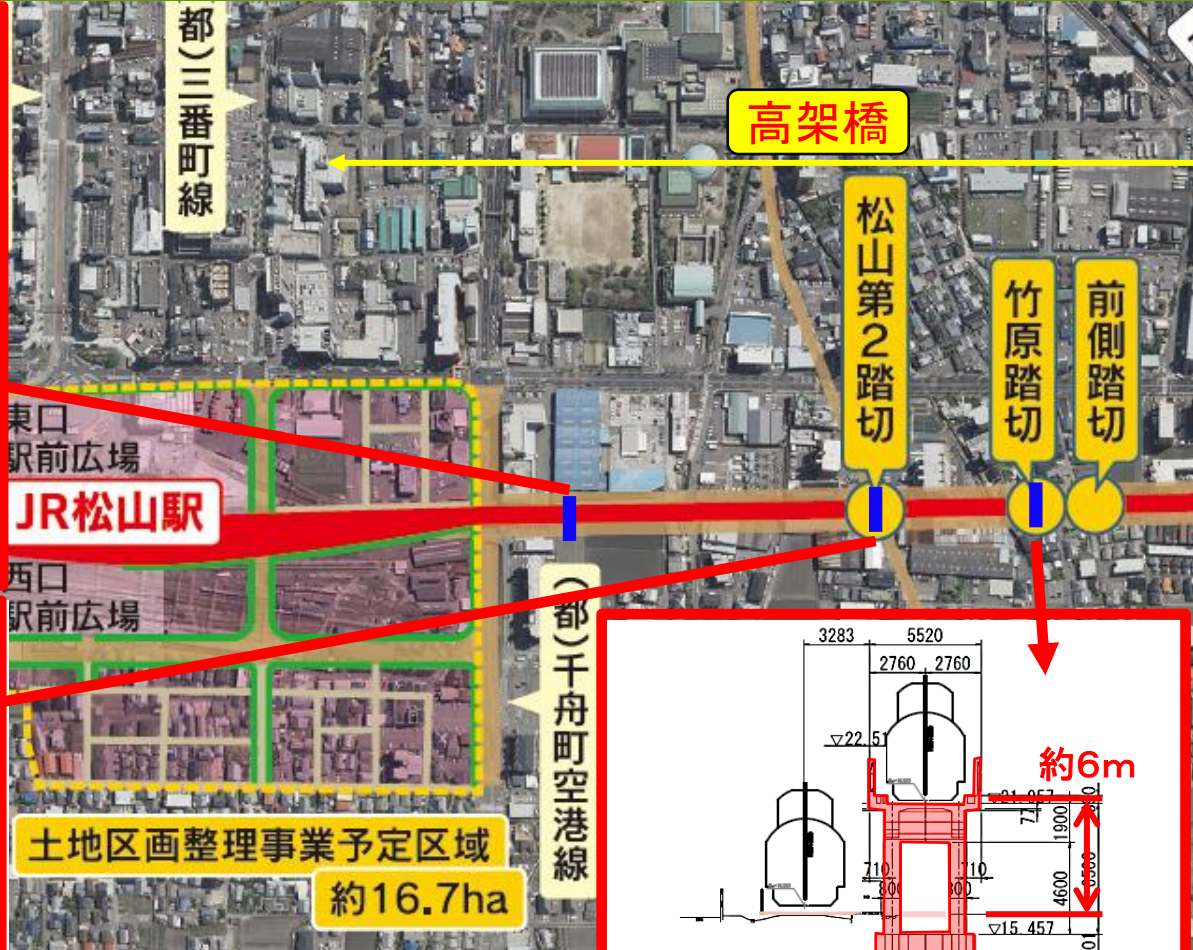 都)三番町線
高架橋
松山第2踏切
竹原踏切
前側踏切
東口
駅前広場
JR松山駅
西口
駅前広場
(都)千舟町空港線
土地区画整理事業予定区域
約16.7ha
3283
5520
2760
2760
▽22.51
約6m
1900
4600
▽15.457